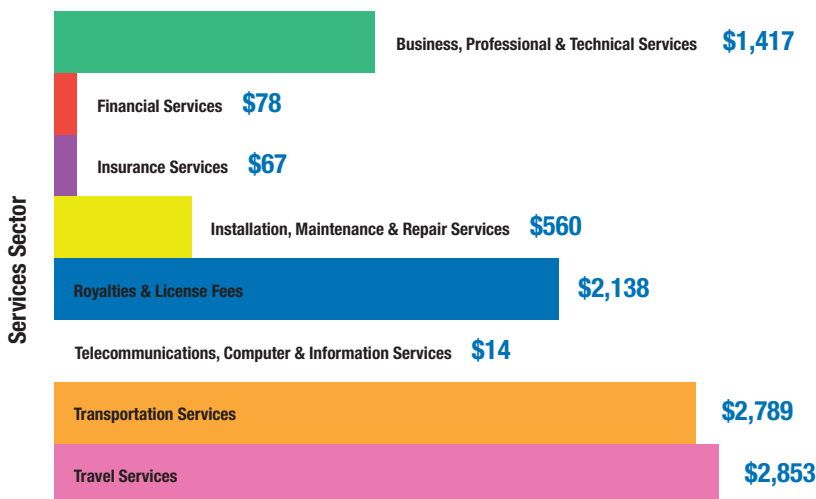 Business, Professional & Technical Services $1,417
Financial Services $78
Insurance Services $67
Installation, Maintenance & Repair Services $560
Royalties & License Fees $2,138
Telecommunications, Computer & Information Services $14
Transportation Services $2,789
Travel Services $2,853
Services Sector